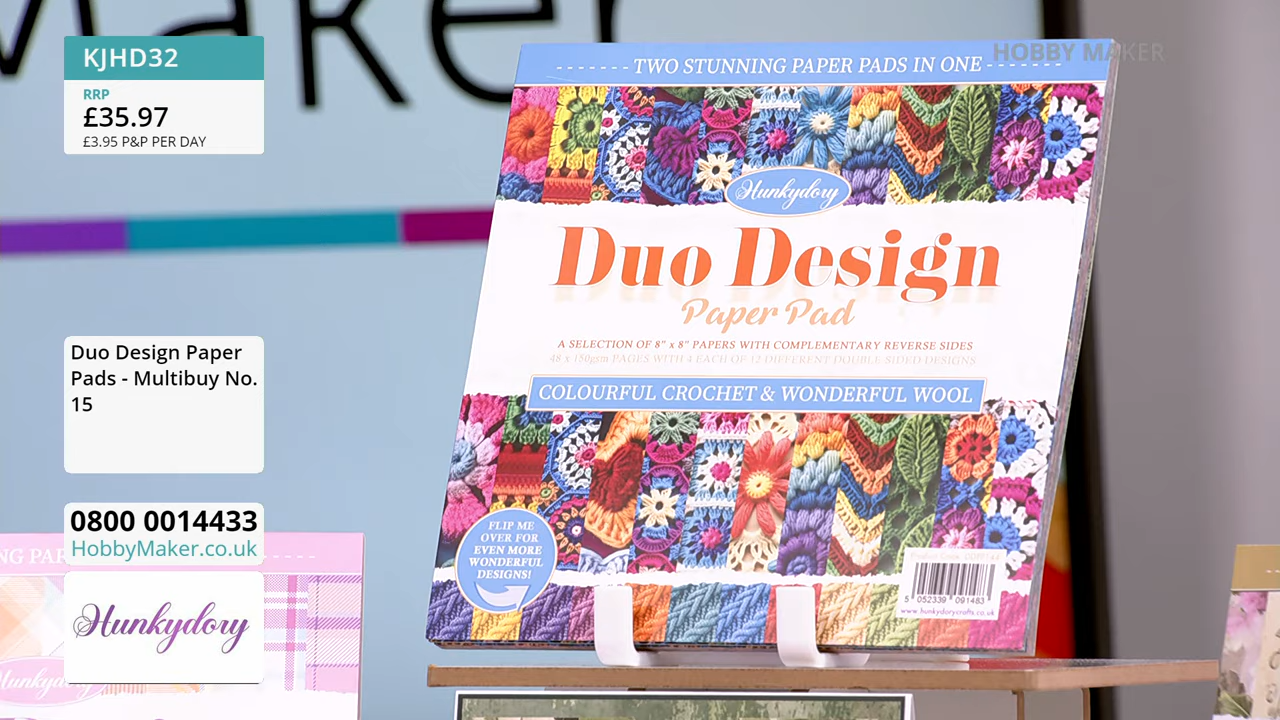 Maker
HOBBY MAKER
KJHD32
RRP
£35.97
£3.95 P&P PER DAY
Duo Design Paper
Pads - Multibuy No.
15
0800 0014433
HobbyMaker.co.uk
Hunkydory
TWO STUNNING PAPER PADS IN ONE
Hunkydory
Duo Design
Paper Pad
A SELECTION OF 8" x 8" PAPERS WITH COMPLEMENTARY REVERSE SIDES
48 x 150gsm PAGES WITH 4 EACH OF 12 DIFFERENT DOUBLE-SIDED DESIGNS
COLOURFUL CROCHET & WONDERFUL WOOL
FLIP ME
OVER FOR
EVEN MORE
WONDERFUL
DESIGNS!
5 052339 091483
www.hunkydorycrafts.co.uk